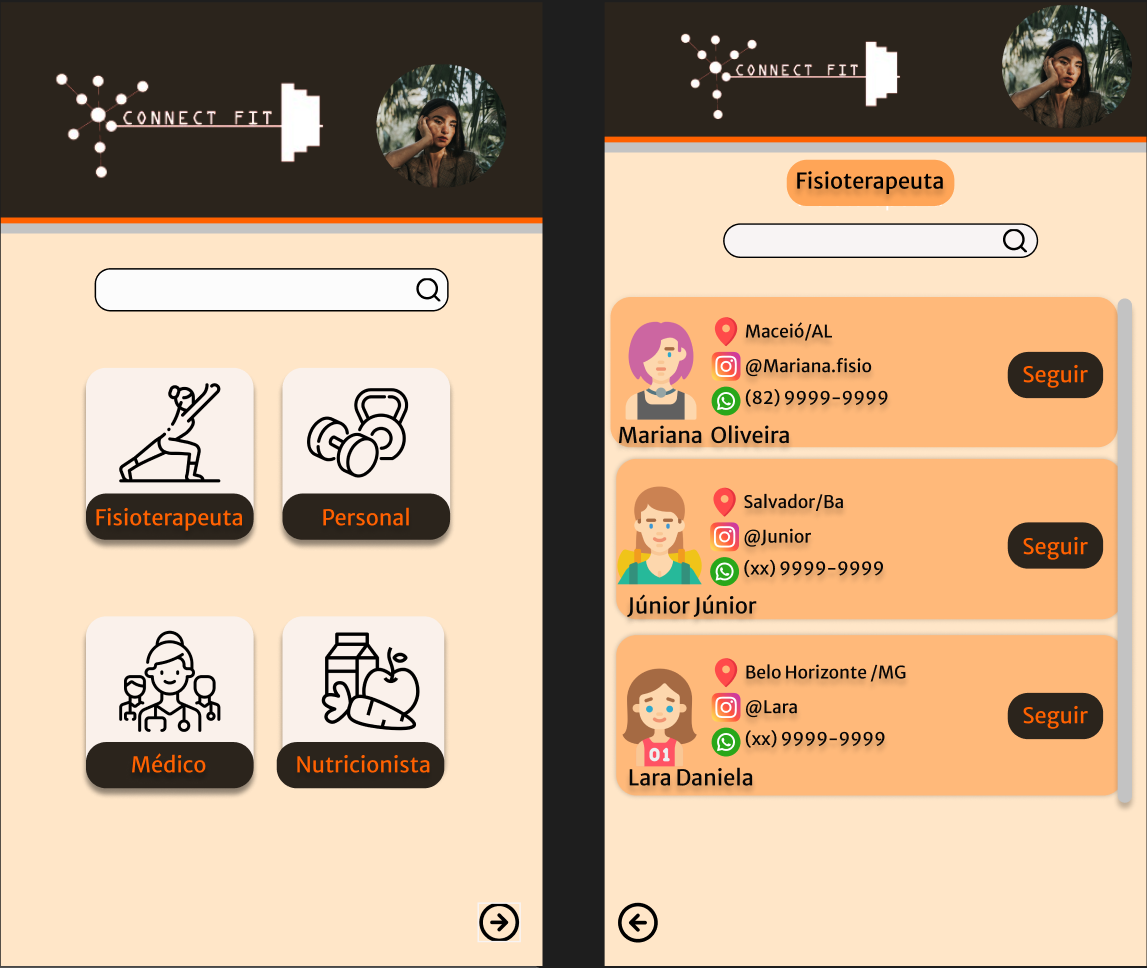 CONNECT FIT
Fisioterapeuta
Personal
Médico
Nutricionista
CONNECT FIT
Fisioterapeuta
Maceió/AL
@Mariana.fisio
(82) 9999-9999
Seguir
Mariana Oliveira
Salvador/Ba
@Junior
(xx) 9999-9999
Seguir
Júnior Júnior
Belo Horizonte /MG
@Lara
(xx) 9999-9999
Seguir
01
Lara Daniela